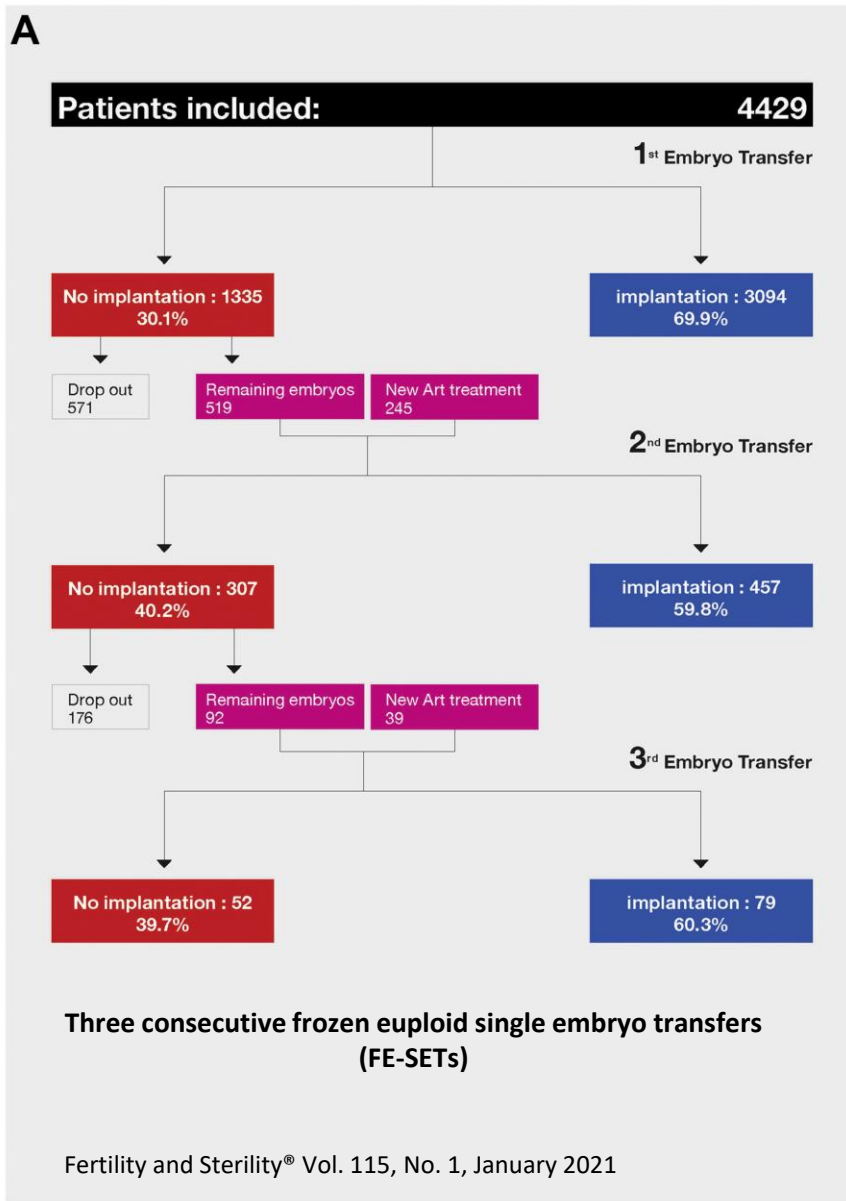 A
Patients included: 4429
1st Embryo Transfer
No implantation : 1335
30.1%
implantation : 3094
69.9%
Drop out
571
Remaining embryos
519
New Art treatment
245
2nd Embryo Transfer
No implantation : 307
40.2%
implantation : 457
59.8%
Drop out
176
Remaining embryos
92
New Art treatment
39
3rd Embryo Transfer
No implantation : 52
39.7%
implantation : 79
60.3%
Three consecutive frozen euploid single embryo transfers
(FE-SETs)
Fertility and Sterility® Vol. 115, No. 1, January 2021